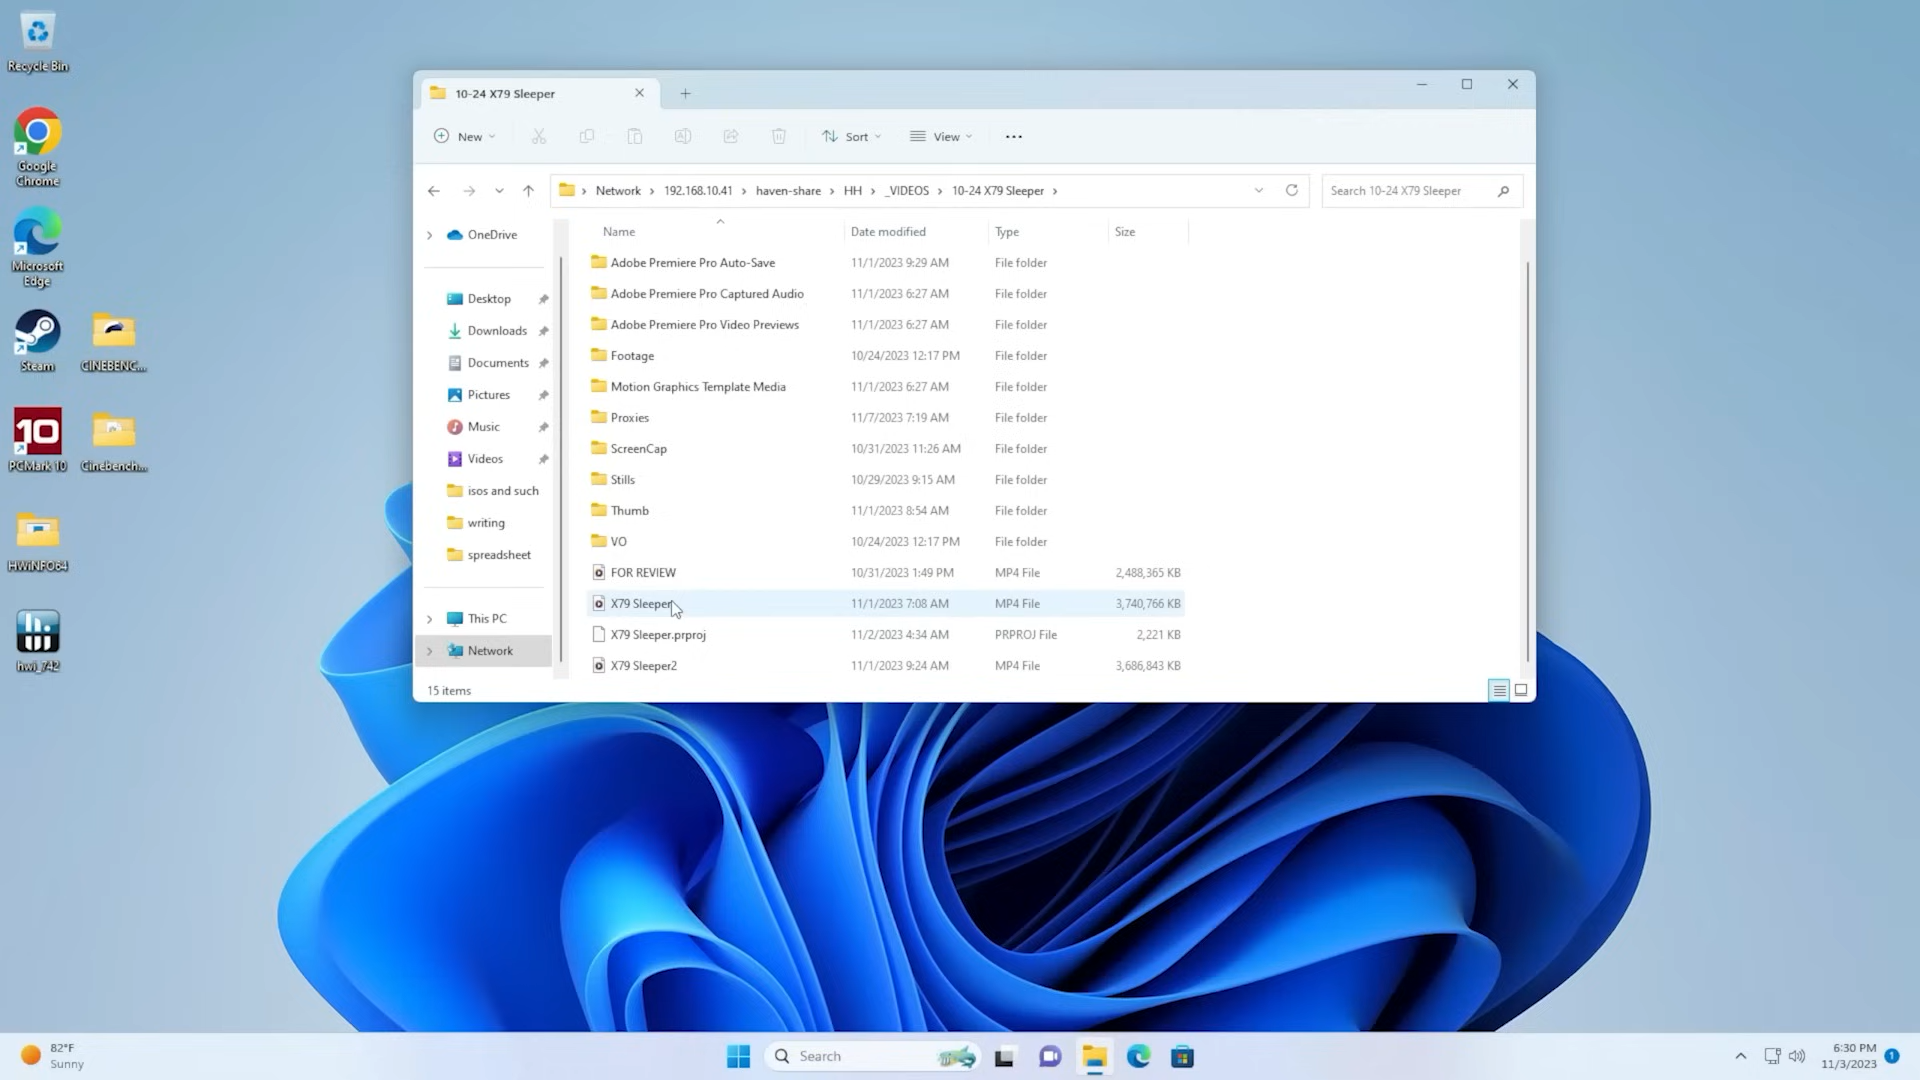 Recycle Bin
Google
Chrome
Microsoft
Edge
Steam
CINEBENC...
10
PCMark 10
Cinebench...
HWiNFO64
hwi_742
10-24 X79 Sleeper
New
Sort
View
Network
192.168.10.41
haven-share
HH
_VIDEOS
10-24 X79 Sleeper
Search 10-24 X79 Sleeper
OneDrive
Desktop
Downloads
Documents
Pictures
Music
Videos
isos and such
writing
spreadsheet
This PC
Network
Name Date modified Type Size
Adobe Premiere Pro Auto-Save 11/1/2023 9:29 AM File folder
Adobe Premiere Pro Captured Audio 11/1/2023 6:27 AM File folder
Adobe Premiere Pro Video Previews 11/1/2023 6:27 AM File folder
Footage 10/24/2023 12:17 PM File folder
Motion Graphics Template Media 11/1/2023 6:27 AM File folder
Proxies 11/7/2023 7:19 AM File folder
ScreenCap 10/31/2023 11:26 AM File folder
Stills 10/29/2023 9:15 AM File folder
Thumb 11/1/2023 8:54 AM File folder
VO 10/24/2023 12:17 PM File folder
FOR REVIEW 10/31/2023 1:49 PM MP4 File 2,488,365 KB
X79 Sleeper 11/1/2023 7:08 AM MP4 File 3,740,766 KB
X79 Sleeper.prproj 11/2/2023 4:34 AM PRPROJ File 2,221 KB
X79 Sleeper2 11/1/2023 9:24 AM MP4 File 3,686,843 KB
15 items
82°F
Sunny
Search
6:30 PM
11/3/2023
1